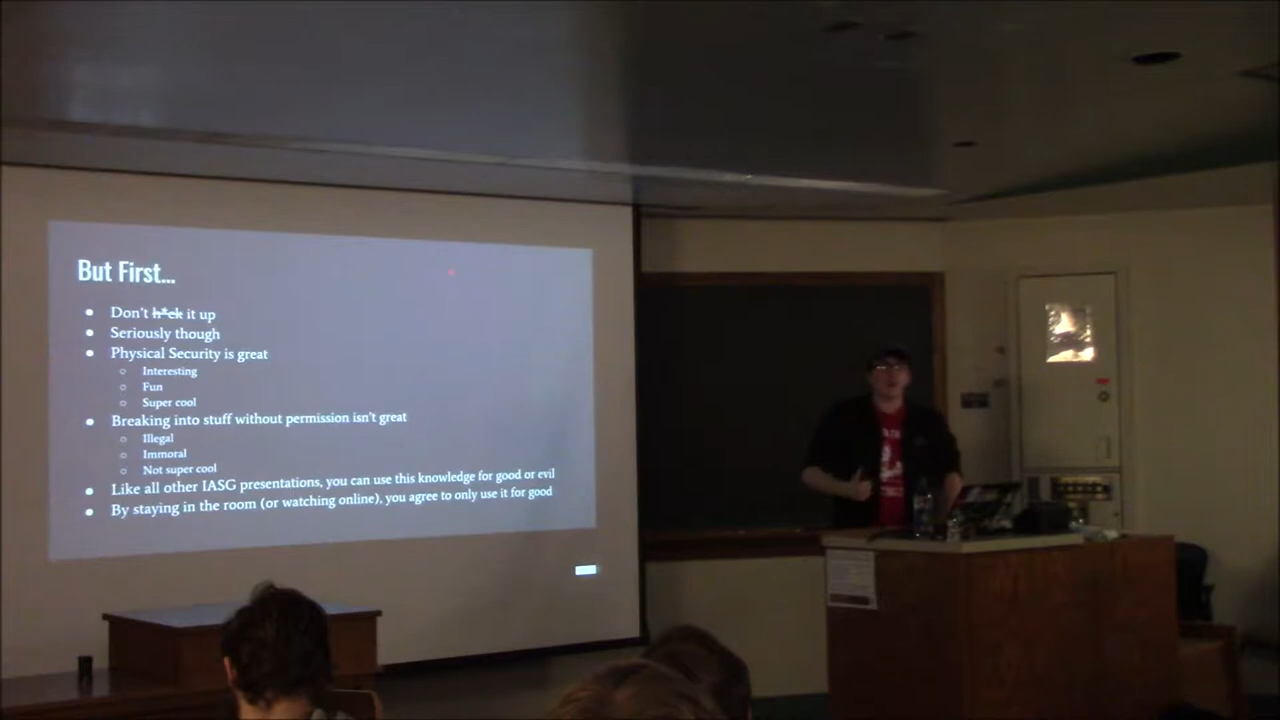 But First...
Don't h*ck it up
Seriously though
Physical Security is great
Interesting
Fun
Super cool
Breaking into stuff without permission isn't great
Illegal
Immoral
Not super cool
Like all other IASG presentations, you can use this knowledge for good or evil
By staying in the room (or watching online), you agree to only use it for good